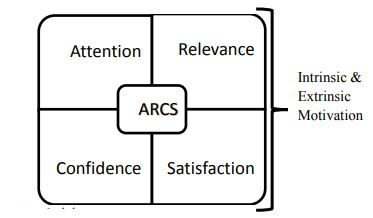 Attention
Relevance
ARCS
Confidence
Satisfaction
Intrinsic &
Extrinsic
Motivation